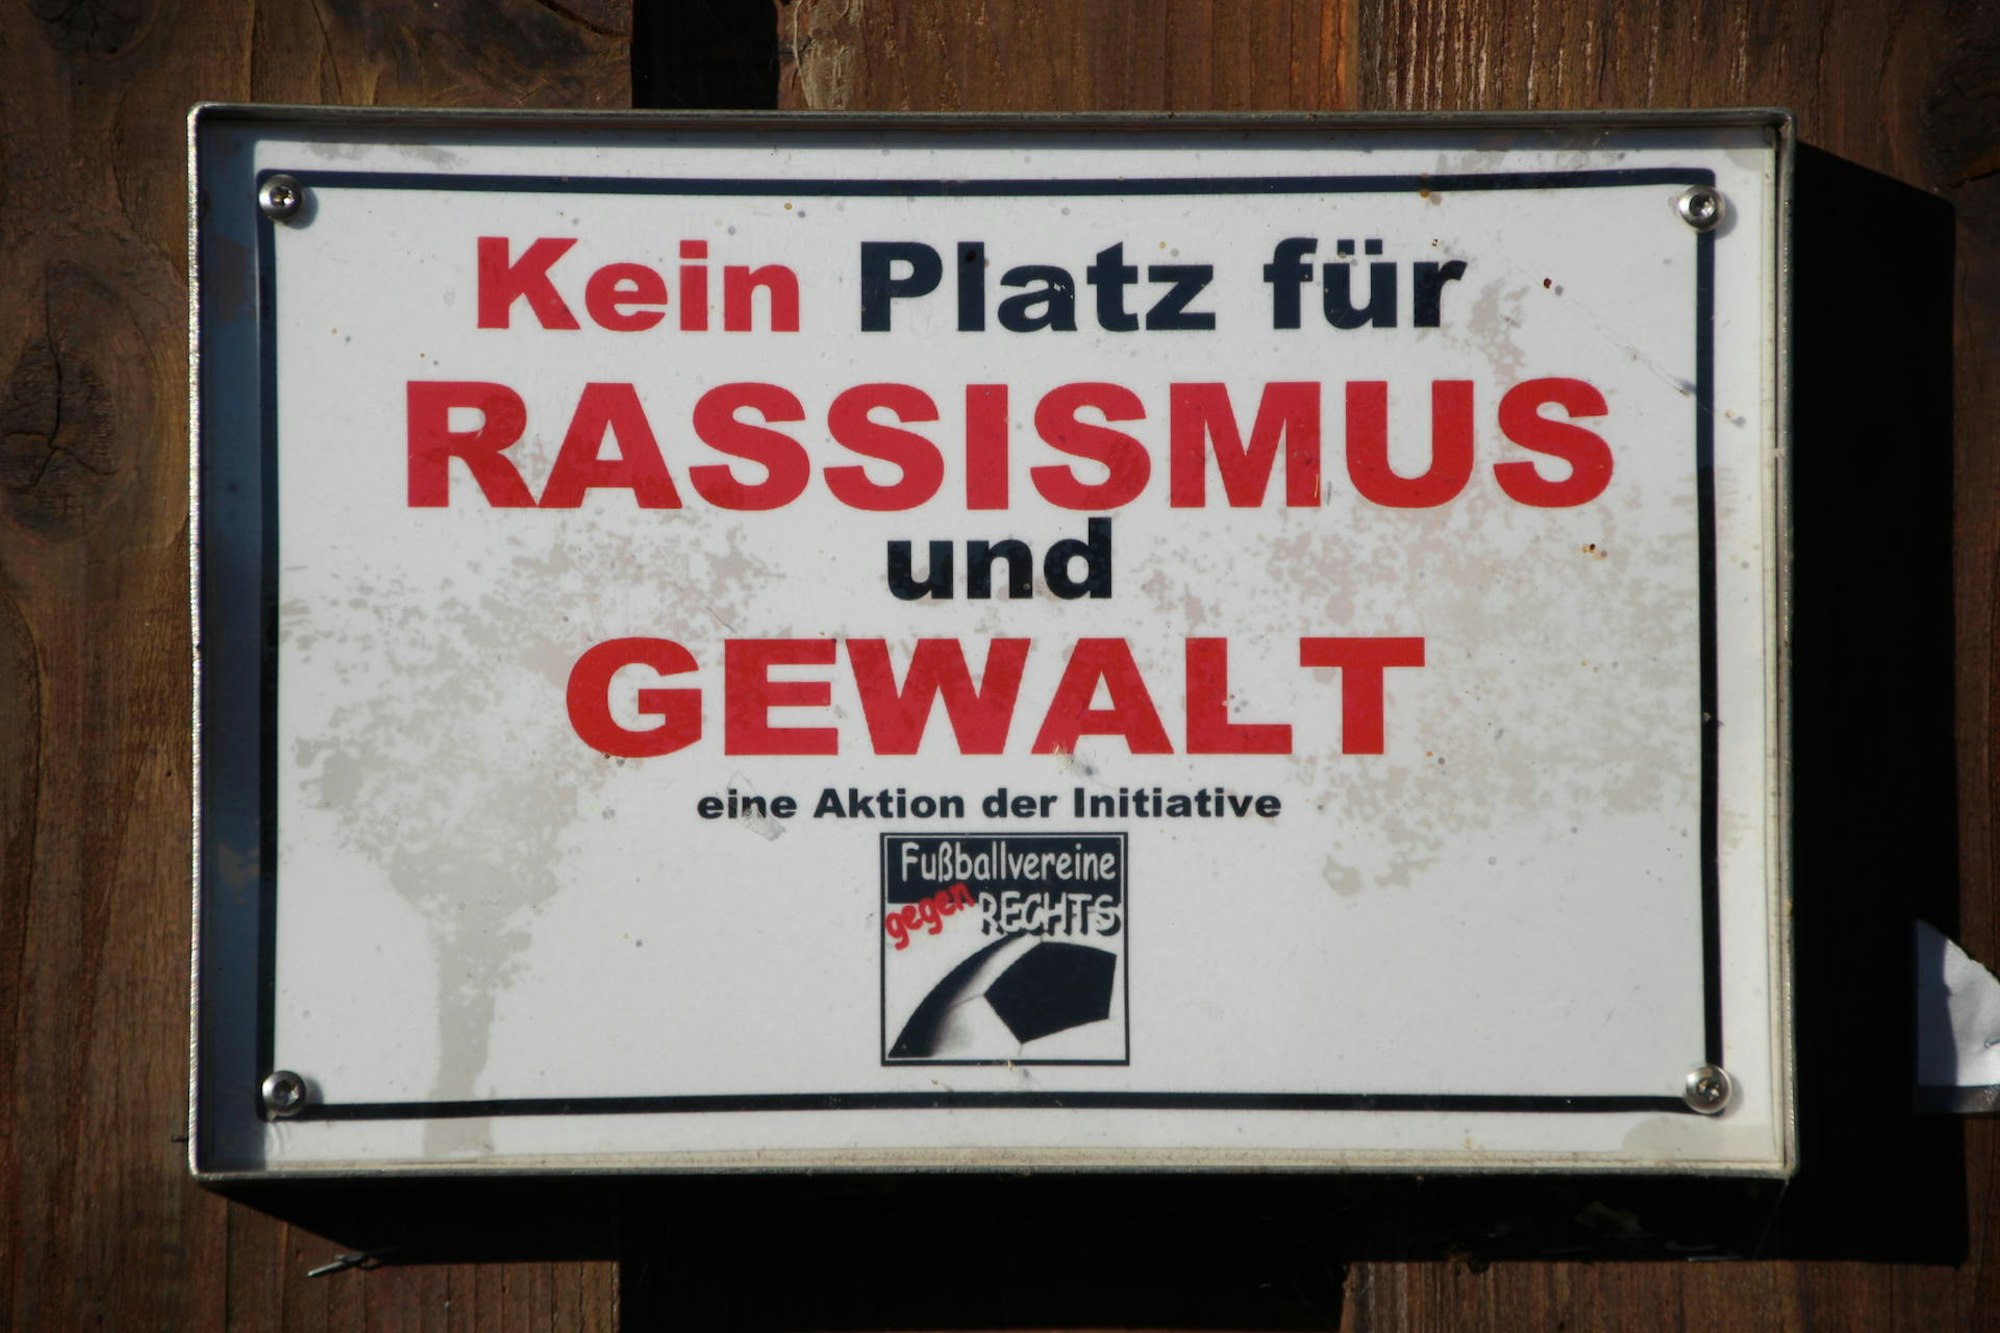 Kein Platz für
RASSISMUS
und
GEWALT
eine Aktion der Initiative
Fußballvereine
gegen RECHTS